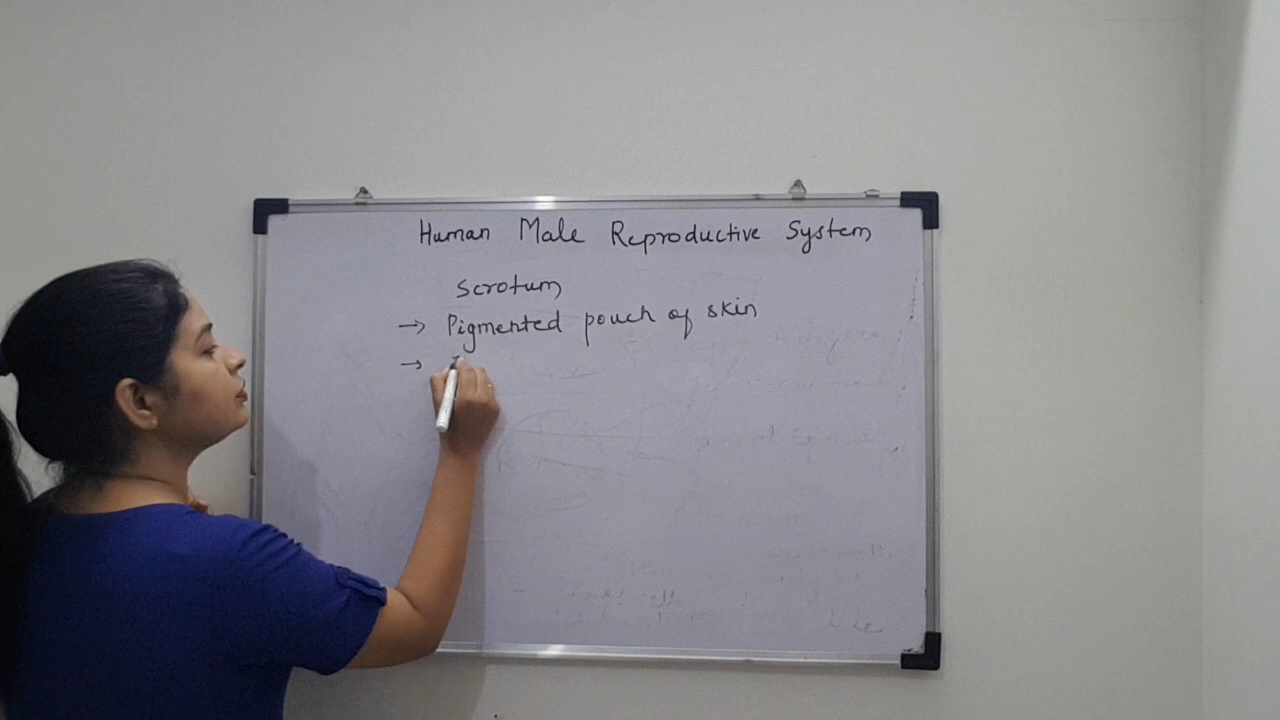 Human Male Reproductive System
Scrotum
→ Pigmented pouch of skin
→